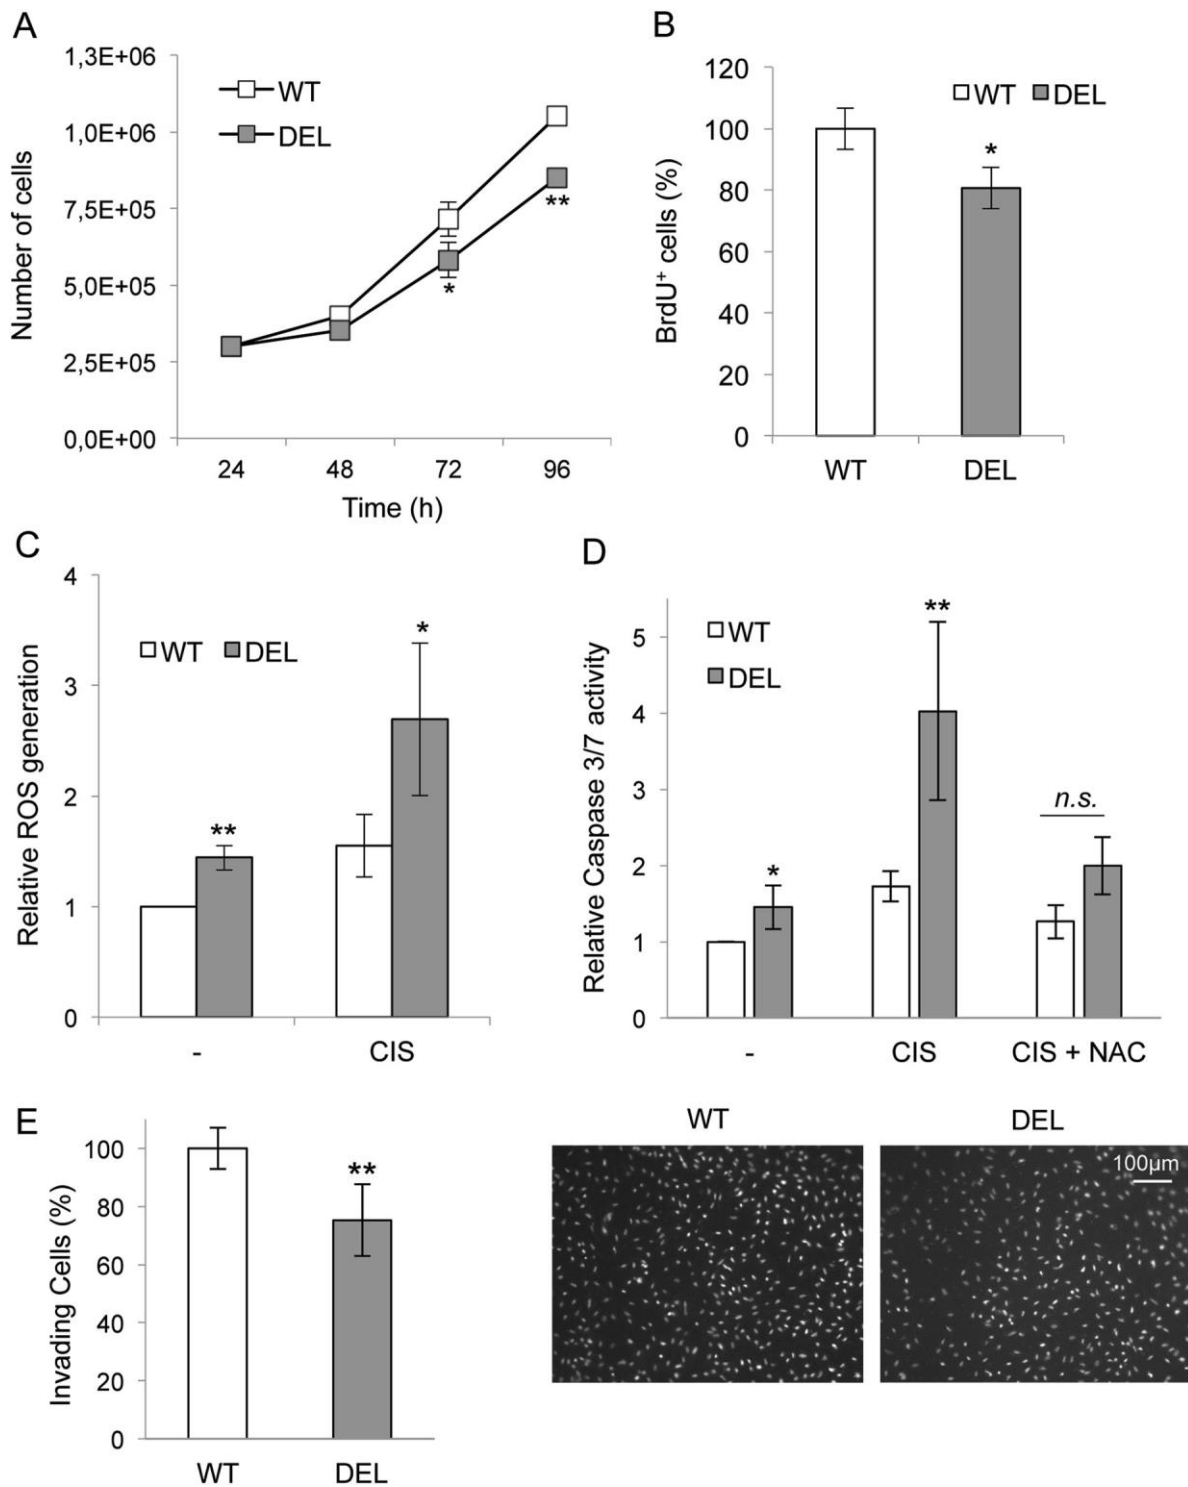 A
1,3E+06
1,0E+06
7,5E+05
5,0E+05
2,5E+05
0,0E+00
Number of cells
WT
DEL
*
**
24 48 72 96
Time (h)
B
120
100
80
60
40
20
0
BrdU⁺ cells (%)
WT DEL
*
WT DEL
C
4
3
2
1
0
Relative ROS generation
WT DEL
**
*
- CIS
D
5
4
3
2
1
0
Relative Caspase 3/7 activity
WT
DEL
*
**
n.s.
- CIS CIS + NAC
E
100
80
60
40
20
0
Invading Cells (%)
**
WT DEL
WT DEL
100µm